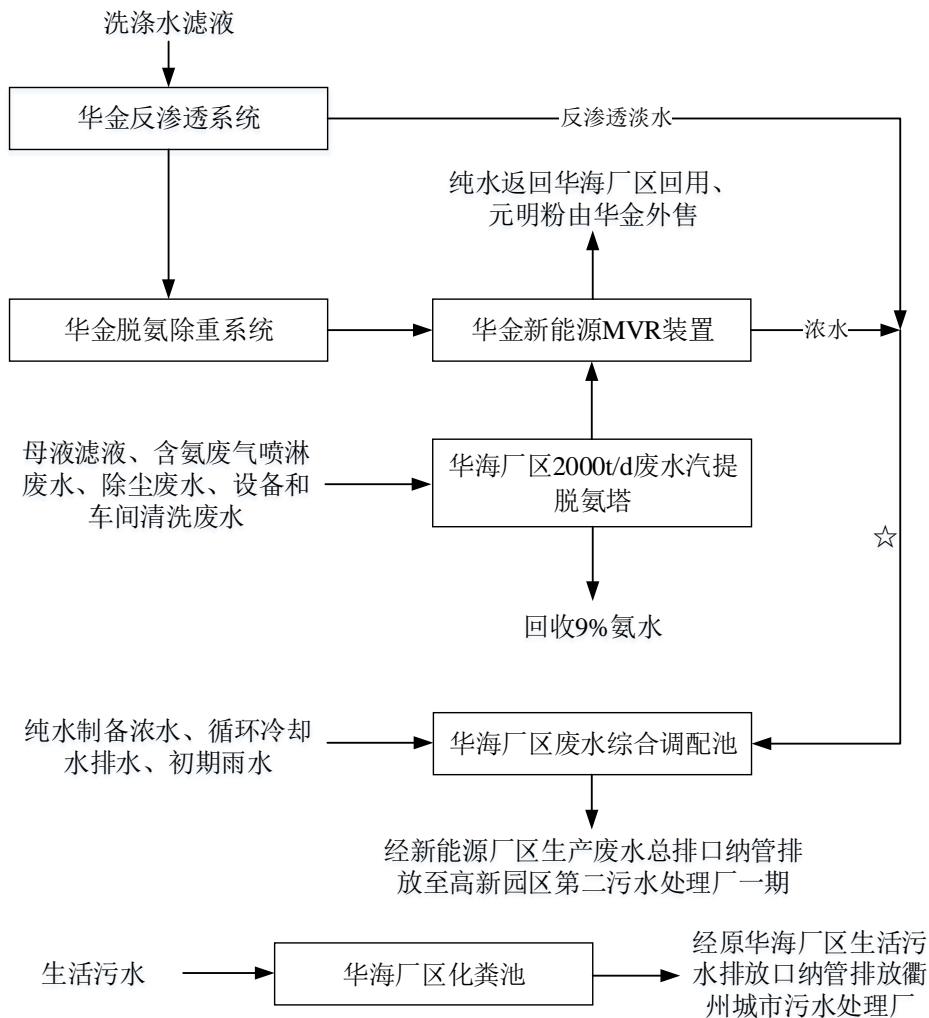 洗涤水滤液
华金反渗透系统
反渗透淡水
纯水返回华海厂区回用、
元明粉由华金外售
华金脱氨除重系统
华金新能源MVR装置
浓水
母液滤液、含氨废气喷淋
废水、除尘废水、设备和
车间清洗废水
华海厂区2000t/d废水汽提
脱氨塔
☆
回收9%氨水
纯水制备浓水、循环冷却
水排水、初期雨水
华海厂区废水综合调配池
经新能源厂区生产废水总排口纳管排
放至高新园区第二污水处理厂一期
生活污水
华海厂区化粪池
经原华海厂区生活污
水排放口纳管排放衢
州城市污水处理厂